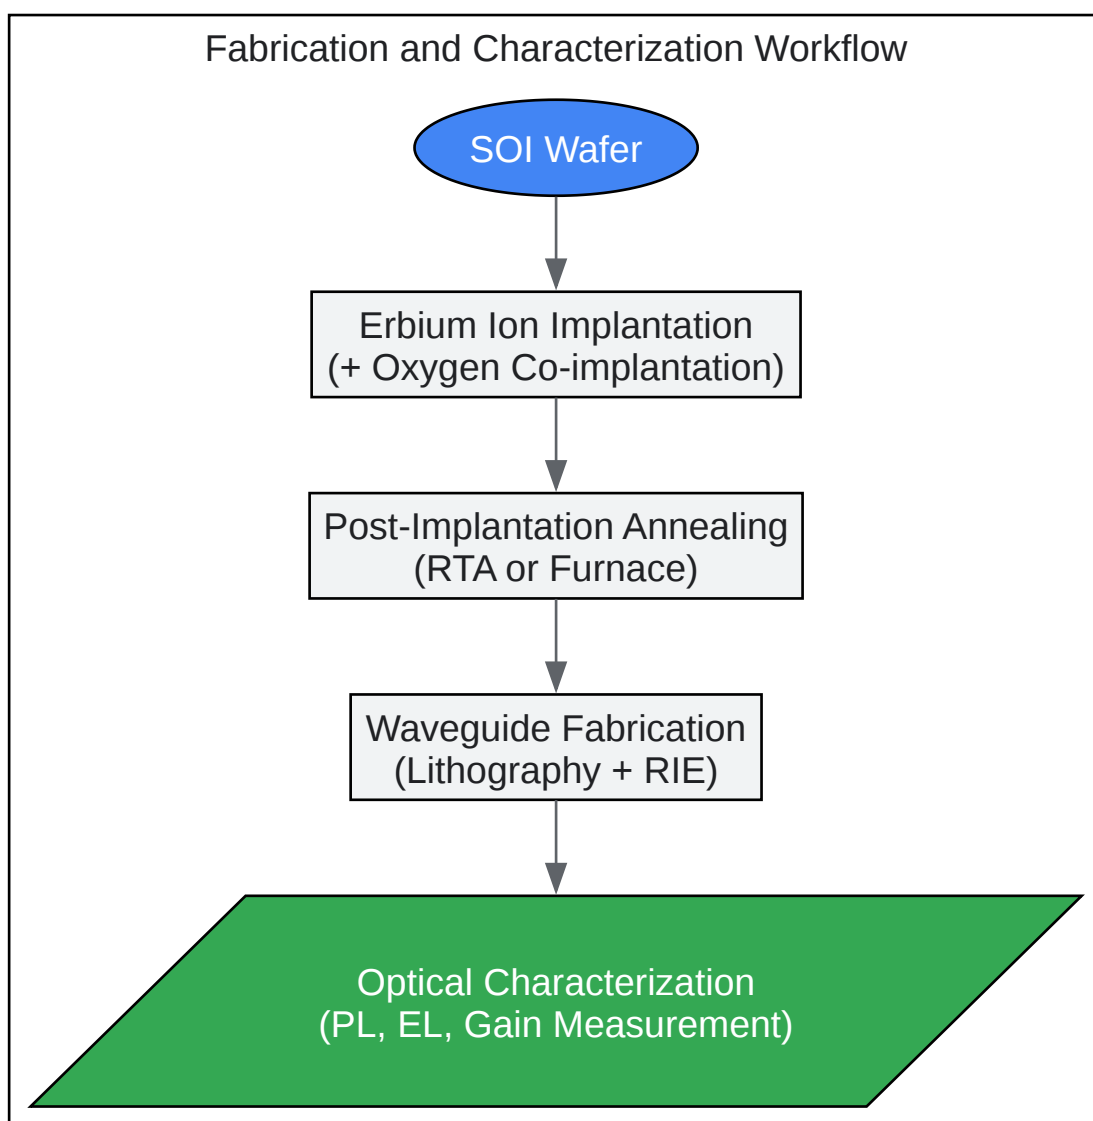 Fabrication and Characterization Workflow
SOI Wafer
Erbium Ion Implantation
(+ Oxygen Co-implantation)
Post-Implantation Annealing
(RTA or Furnace)
Waveguide Fabrication
(Lithography + RIE)
Optical Characterization
(PL, EL, Gain Measurement)